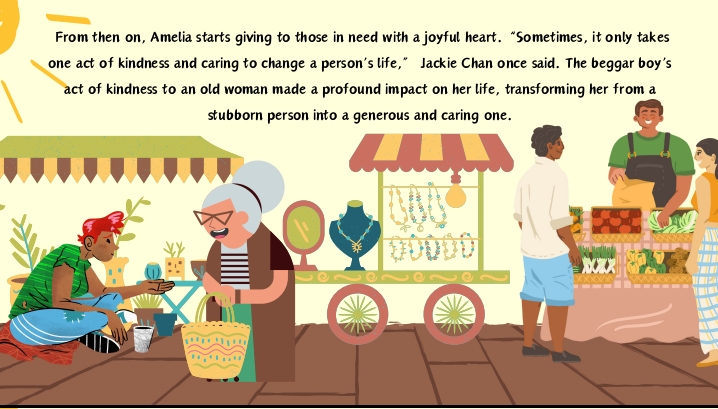 From then on, Amelia starts giving to those in need with a joyful heart. “Sometimes, it only takes
one act of kindness and caring to change a person’s life,” Jackie Chan once said. The beggar boy’s
act of kindness to an old woman made a profound impact on her life, transforming her from a
stubborn person into a generous and caring one.